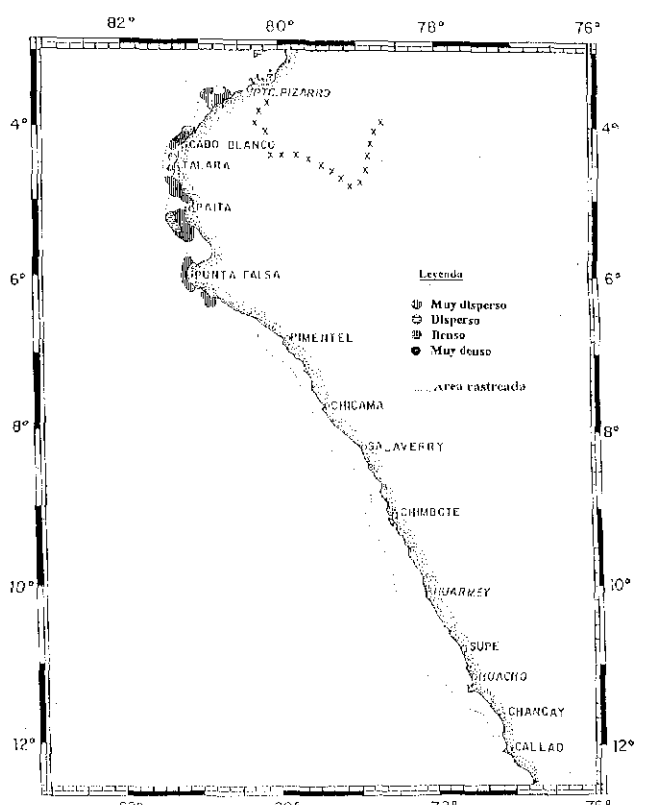 82° 80° 78° 76°
PTO. PIZARRO
4° 4°
CABO BLANCO
TALARA
PAITA
PUNTA FALSA
6° 6°
Leyenda
Muy disperso
Disperso
Denso
Muy denso
Area rastreada
PIMENTEL
CHICAMA
8° 8°
SALAVERRY
CHIMBOTE
10° 10°
HUARMEY
SUPE
HUACHO
CHANCAY
12° 12°
CALLAO